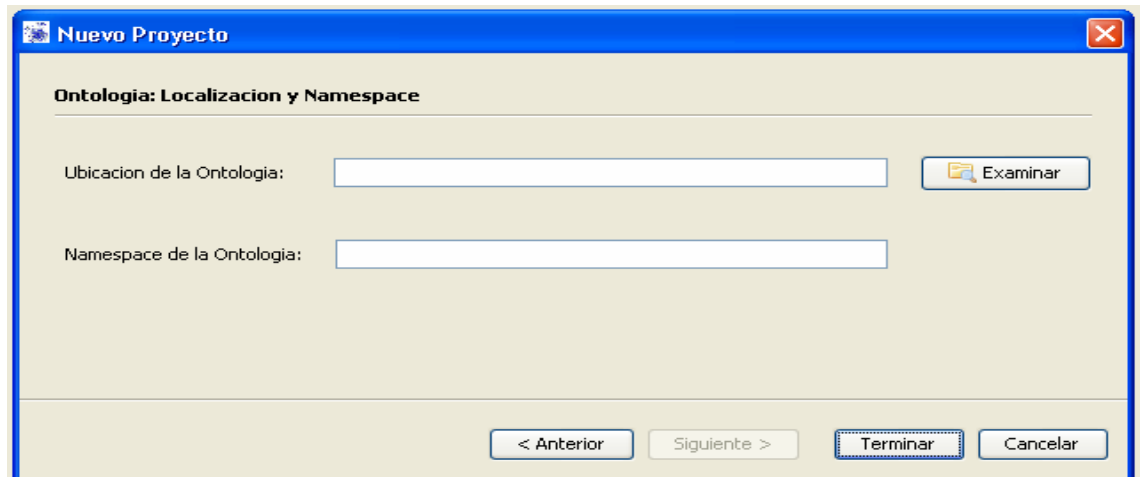 Nuevo Proyecto
Ontologia: Localizacion y Namespace
Ubicacion de la Ontologia: Examinar
Namespace de la Ontologia:
< Anterior Siguiente > Terminar Cancelar